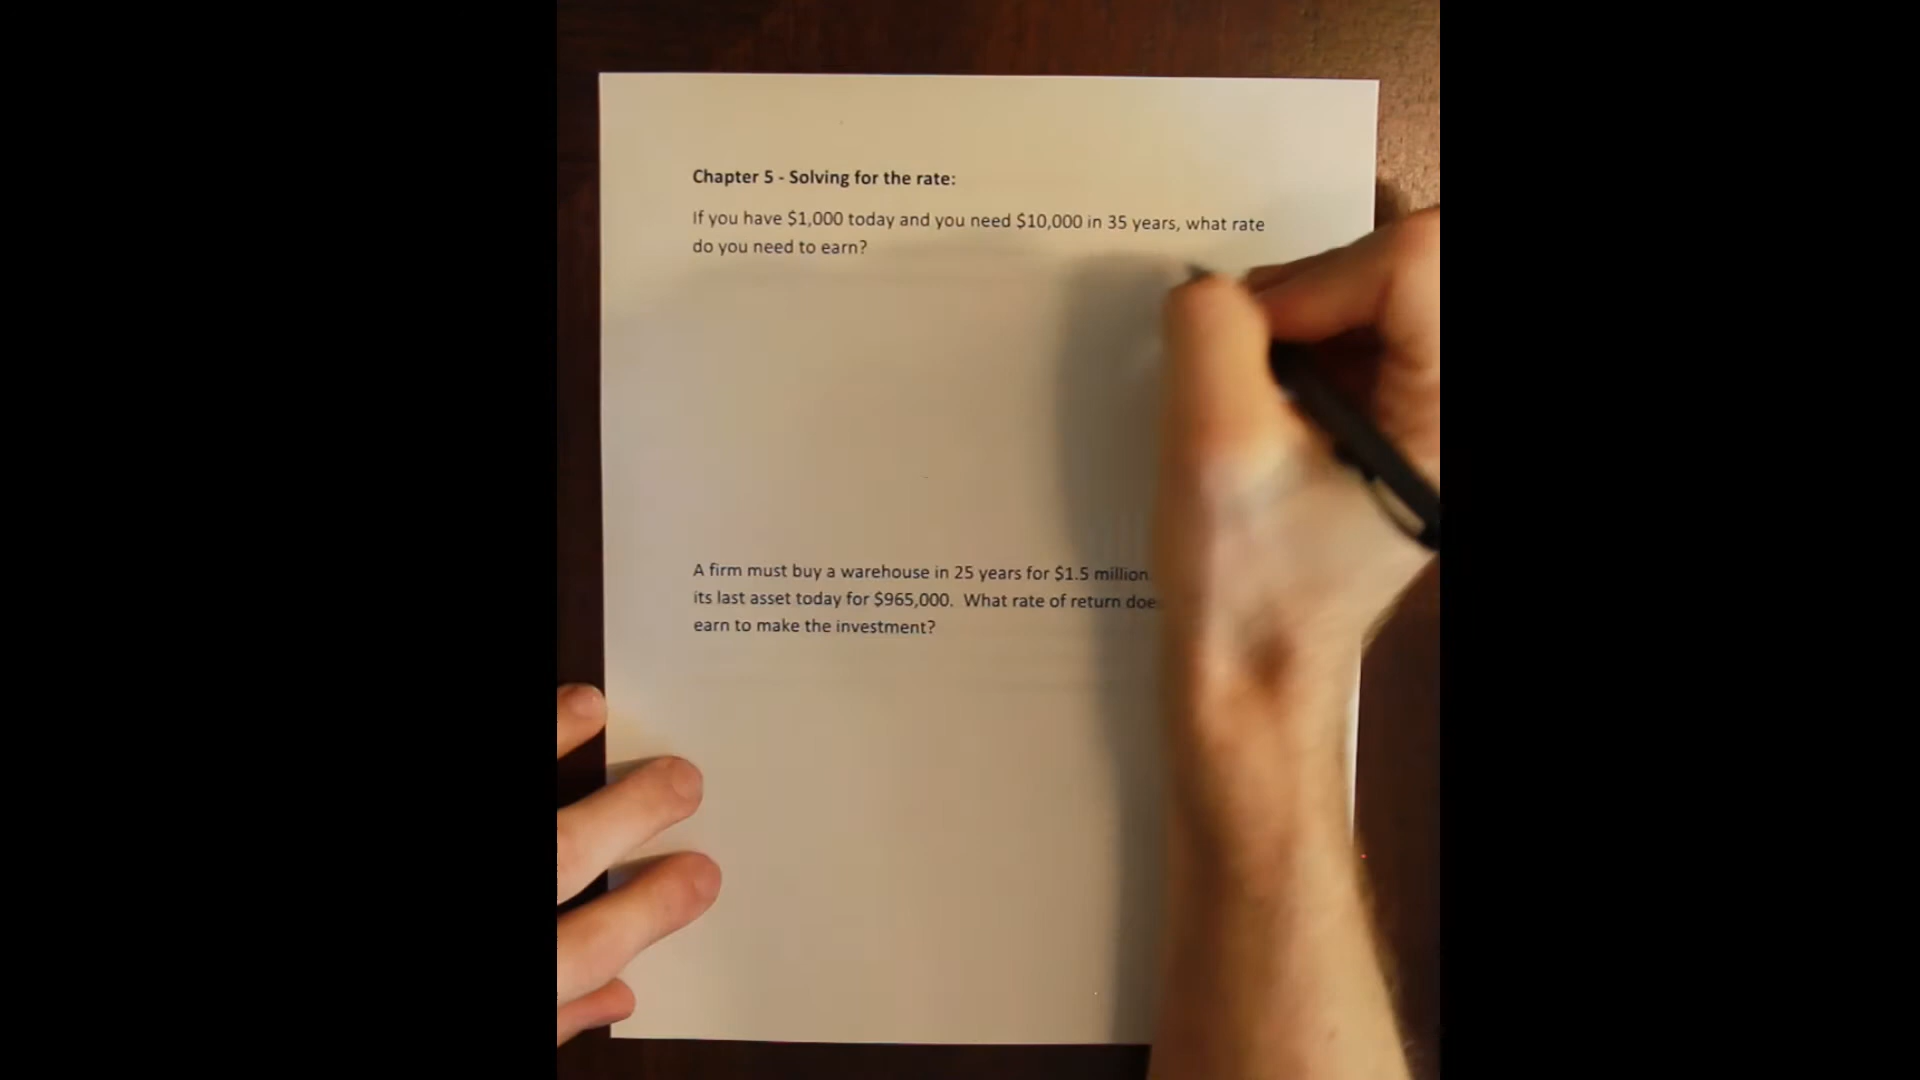 Chapter 5 - Solving for the rate:
If you have $1,000 today and you need $10,000 in 35 years, what rate
do you need to earn?
A firm must buy a warehouse in 25 years for $1.5 million.
its last asset today for $965,000.  What rate of return
earn to make the investment?